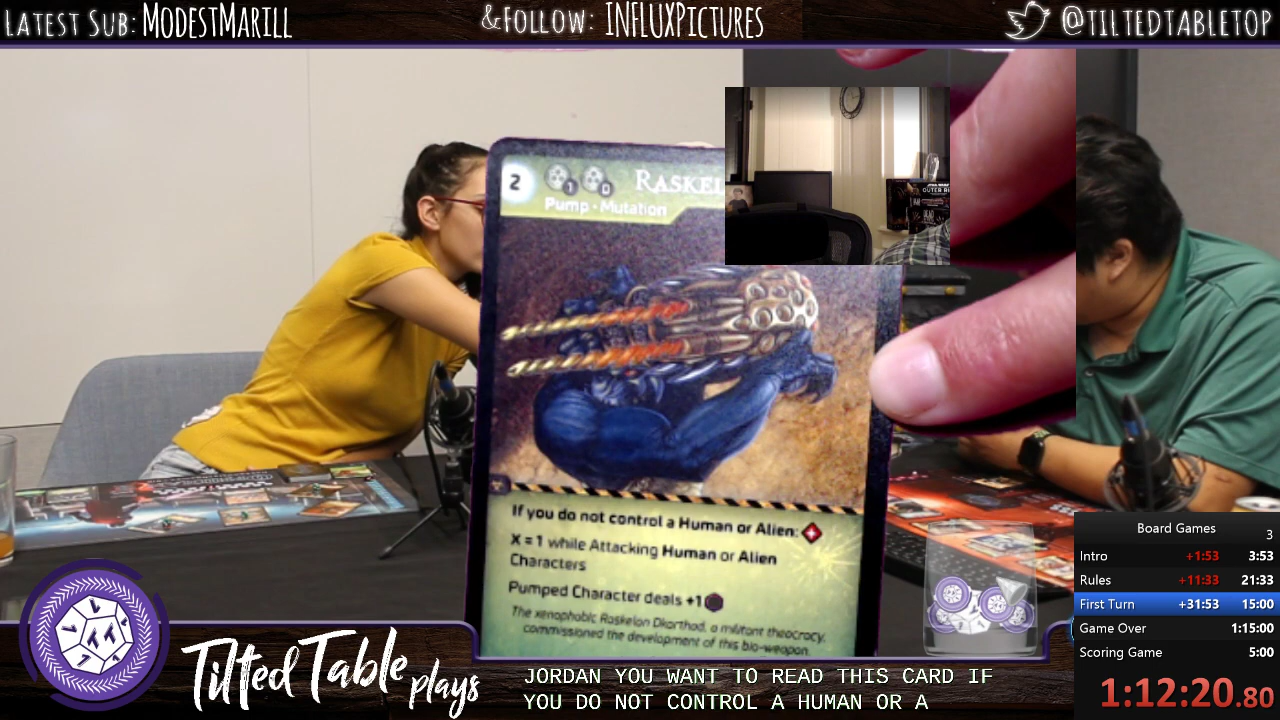 LATEST SUB: MODESTMARILL
&FOLLOW: INFLUXPICTURES
@TILTEDTABLETOP
2 1 0 RASKEL
Pump · Mutation
If you do not control a Human or Alien:
X = 1 while Attacking Human or Alien
Characters
Pumped Character deals +1
The xenophobic Raskelon Dkarthad, a militant theocracy,
commissioned the development of this bio-weapon.
Board Games 3
Intro +1:53 3:53
Rules +11:33 21:33
First Turn +31:53 15:00
Game Over 1:15:00
Scoring Game 5:00
1:12:20.80
Tilted Table plays
JORDAN YOU WANT TO READ THIS CARD IF
YOU DO NOT CONTROL A HUMAN OR A